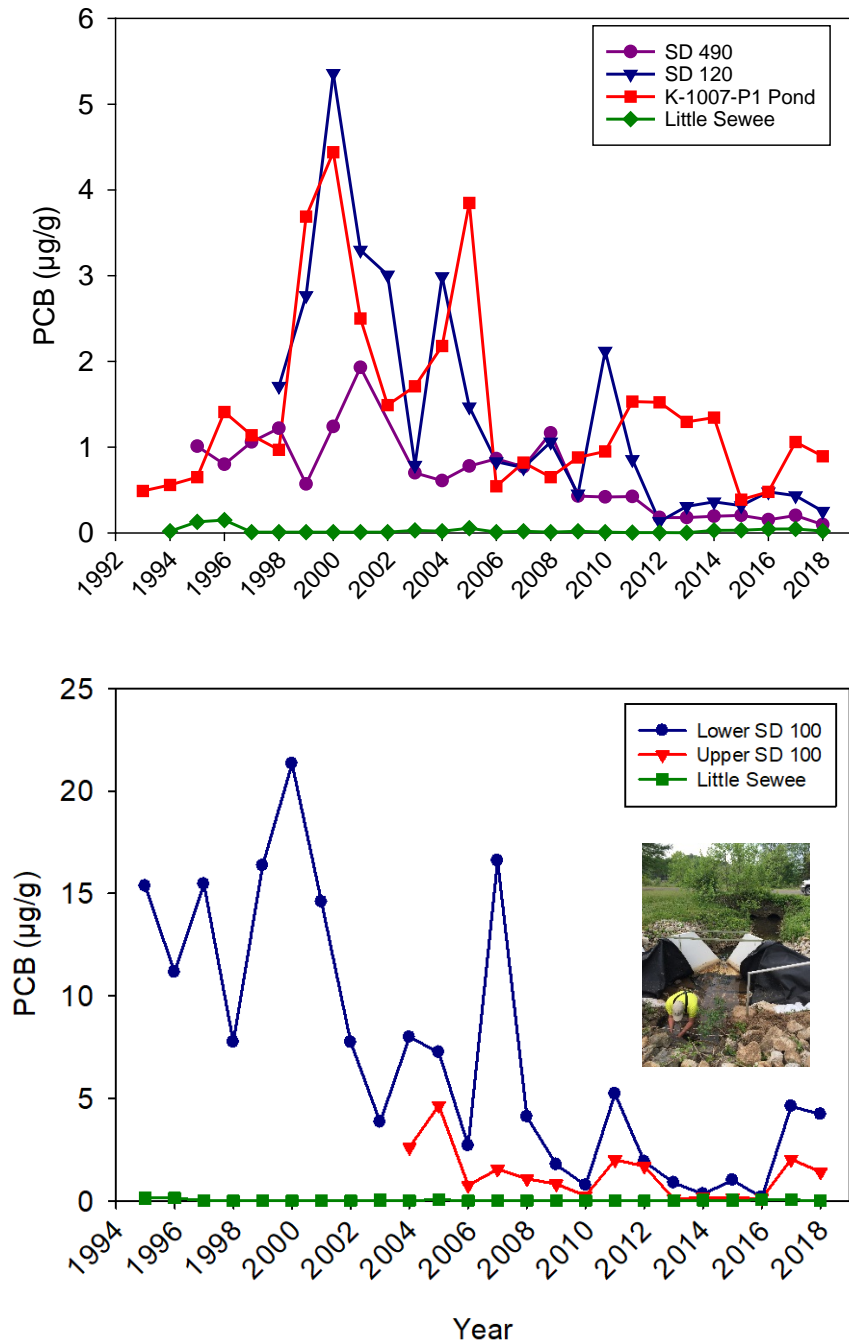 PCB (µg/g)
6
5
4
3
2
1
0
SD 490
SD 120
K-1007-P1 Pond
Little Sewee
1992 1994 1996 1998 2000 2002 2004 2006 2008 2010 2012 2014 2016 2018
PCB (µg/g)
25
20
15
10
5
0
Lower SD 100
Upper SD 100
Little Sewee
1994 1996 1998 2000 2002 2004 2006 2008 2010 2012 2014 2016 2018
Year